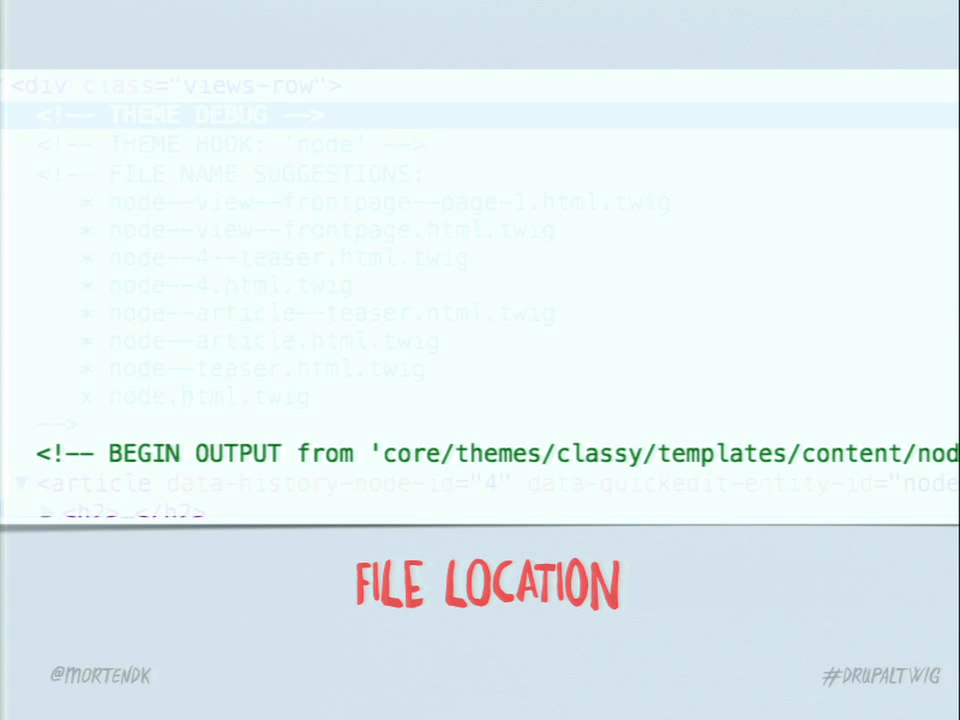 <div class="views-row">
<!-- THEME DEBUG -->
<!-- THEME HOOK: 'node' -->
<!-- FILE NAME SUGGESTIONS:
* node--view--frontpage--page-1.html.twig
* node--view--frontpage.html.twig
* node--4--teaser.html.twig
* node--4.html.twig
* node--article--teaser.html.twig
* node--article.html.twig
* node--teaser.html.twig
x node.html.twig
-->
<!-- BEGIN OUTPUT from 'core/themes/classy/templates/content/nod
▼<article data-history-node-id="4" data-quickedit-entity-id="node
▶<h2>…</h2>
FILE LOCATION
@MORTENDK
#DRUPALTWIG